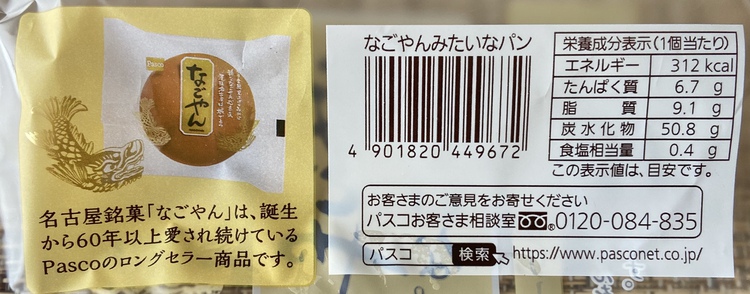 Pasco
なごやん
名古屋銘菓「なごやん」は、誕生
から60年以上愛され続けている
Pascoのロングセラー商品です。
なごやんみたいなパン
4 901820 449672
栄養成分表示(1個当たり)
エネルギー 312 kcal
たんぱく質 6.7 g
脂質 9.1 g
炭水化物 50.8 g
食塩相当量 0.4 g
この表示値は、目安です。
お客さまのご意見をお寄せください
パスコお客さま相談室 0120-084-835
パスコ 検索 https://www.pasconet.co.jp/